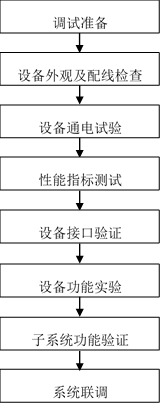 调试准备
设备外观及配线检查
设备通电试验
性能指标测试
设备接口验证
设备功能实验
子系统功能验证
系统联调